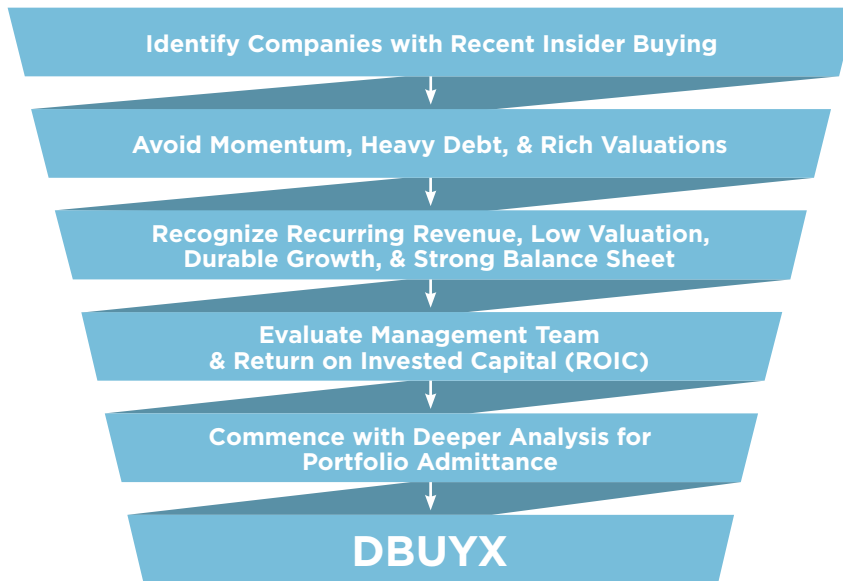 Identify Companies with Recent Insider Buying
Avoid Momentum, Heavy Debt, & Rich Valuations
Recognize Recurring Revenue, Low Valuation,
Durable Growth, & Strong Balance Sheet
Evaluate Management Team
& Return on Invested Capital (ROIC)
Commence with Deeper Analysis for
Portfolio Admittance
DBUYX